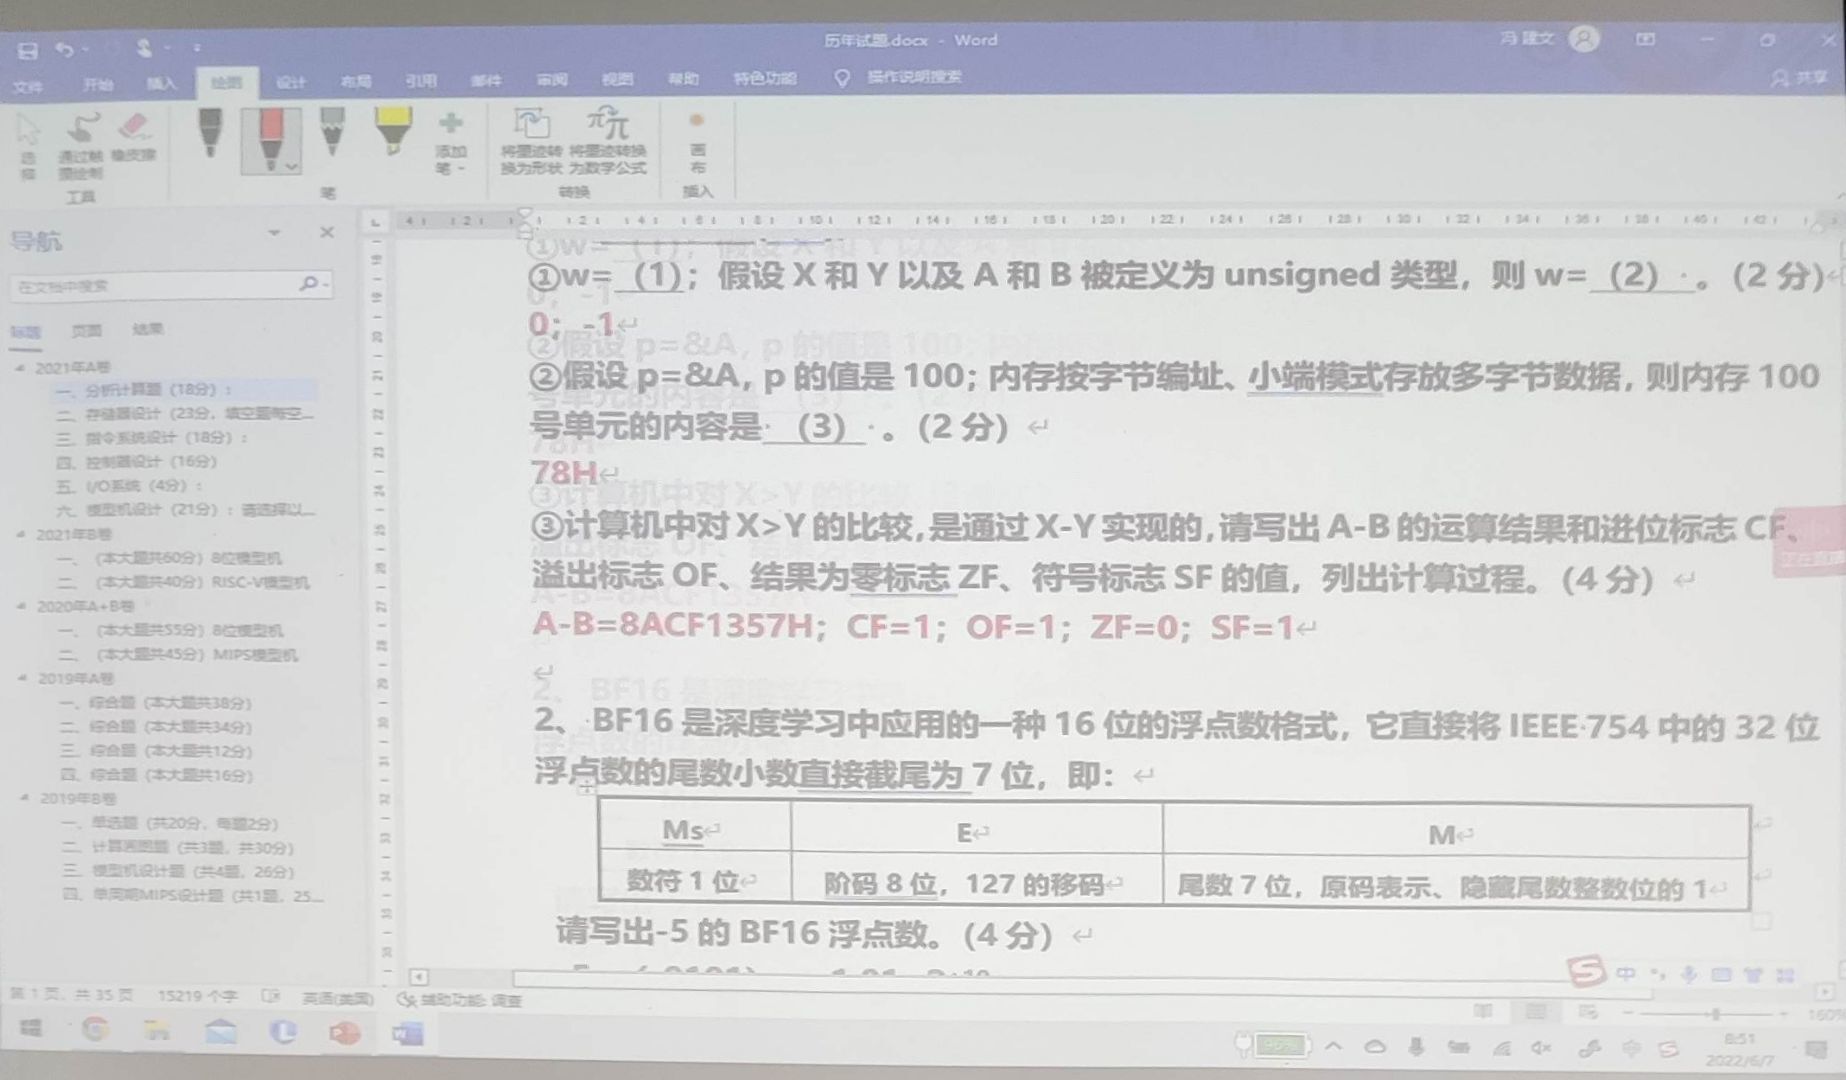 历年试题.docx - Word
冯 建文
文件 开始 插入 绘图 设计 布局 引用 邮件 审阅 视图 帮助 特色功能 操作说明搜索 共享
选择 通过触摸绘制 橡皮擦 添加笔 将墨迹转换为形状 将墨迹转换为数学公式 画布
工具 笔 转换 插入
导航
在文档中搜索
标题 页面 结果
2021年A卷
一、分析计算题（18分）：
二、存储器设计（23分，填空题每空...
三、指令系统设计（18分）：
四、控制器设计（16分）
五、I/O系统（4分）：
六、模型机设计（21分）：请选择以...
2021年B卷
一、（本大题共60分）8位模型机
二、（本大题共40分）RISC-V模型机
2020年A+B卷
一、（本大题共55分）8位模型机
二、（本大题共45分）MIPS模型机
2019年A卷
一、综合题（本大题共38分）
二、综合题（本大题共34分）
三、综合题（本大题共12分）
四、综合题（本大题共16分）
2019年B卷
一、单选题（共20分，每题2分）
二、计算画图题（共3题，共30分）
三、模型机设计题（共4题，26分）
四、单周期MIPS设计题（共1题，25...
①w= (1)；假设 X 和 Y 以及 A 和 B 被定义为 unsigned 类型，则 w= (2) 。（2 分）
0； -1
②假设 p=&A，p 的值是 100；内存按字节编址、小端模式存放多字节数据，则内存 100
号单元的内容是 (3) 。（2 分）
78H
③计算机中对 X>Y 的比较，是通过 X-Y 实现的，请写出 A-B 的运算结果和进位标志 CF、
溢出标志 OF、结果为零标志 ZF、符号标志 SF 的值，列出计算过程。（4 分）
A-B=8ACF1357H；CF=1；OF=1；ZF=0；SF=1
2、 BF16 是深度学习中应用的一种 16 位的浮点数格式，它直接将 IEEE 754 中的 32 位
浮点数的尾数小数直接截尾为 7 位，即：
Ms E M
数符 1 位 阶码 8 位，127 的移码 尾数 7 位，原码表示、隐藏尾数整数位的 1
请写出-5 的 BF16 浮点数。（4 分）
第 1 页，共 35 页 15219 个字 英语(美国) 辅助功能: 调查
160%
96%
8:51
2022/6/7